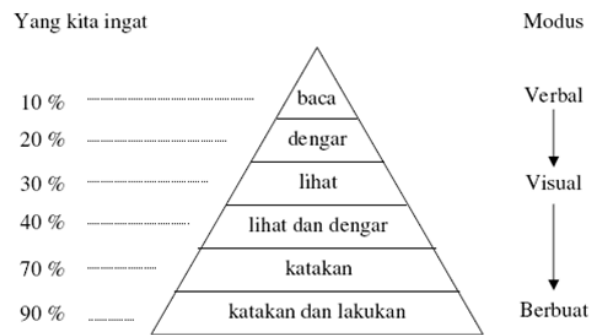 Yang kita ingat Modus
10 % baca Verbal
20 % dengar
30 % lihat Visual
40 % lihat dan dengar
70 % katakan
90 % katakan dan lakukan Berbuat